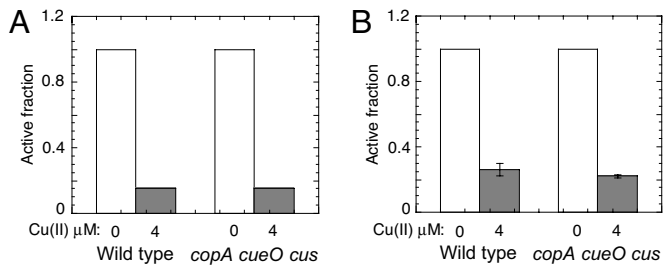 A
B
1.2
0.8
0.4
0
Active fraction
Cu(II) μM: 0 4 0 4
Wild type copA cueO cus
1.2
0.8
0.4
0
Active fraction
Cu(II) μM: 0 4 0 4
Wild type copA cueO cus